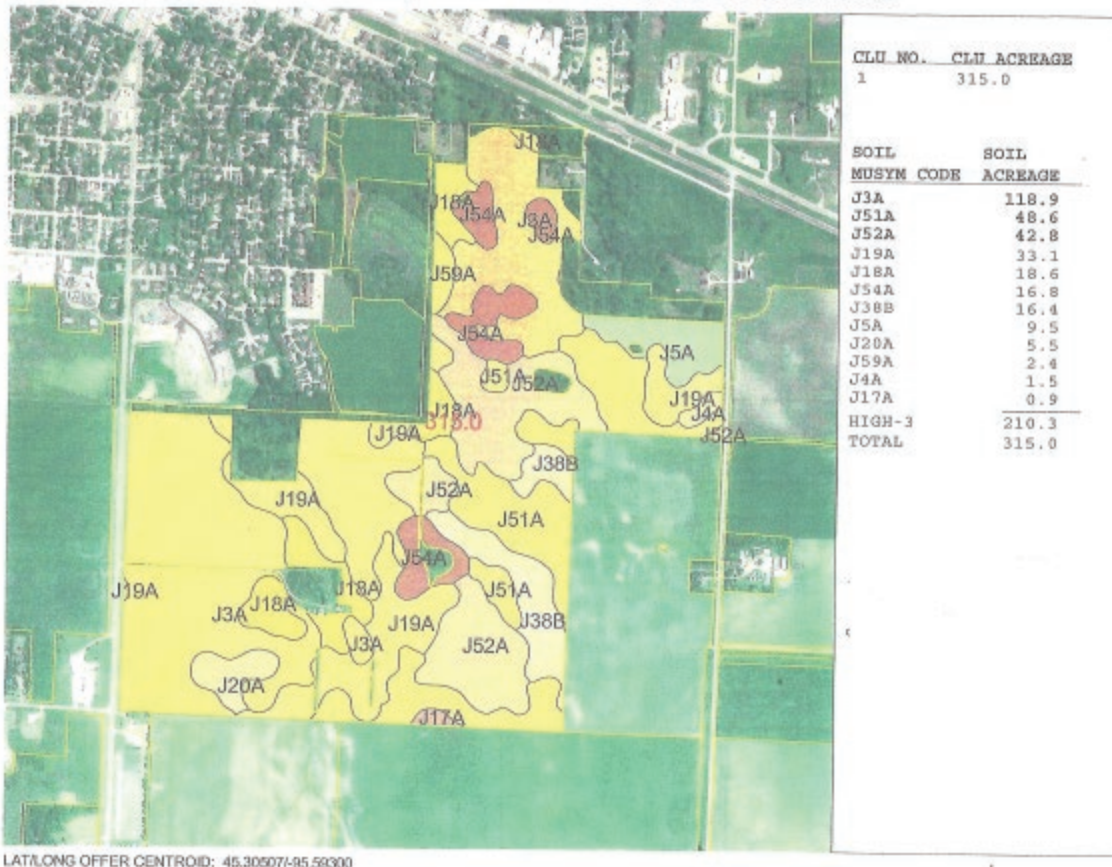 CLU NO. CLU ACREAGE
1 315.0
SOIL SOIL
MUSYM CODE ACREAGE
J3A 118.9
J51A 48.6
J52A 42.8
J19A 33.1
J18A 18.6
J54A 16.8
J38B 16.4
J5A 9.5
J20A 5.5
J59A 2.4
J4A 1.5
J17A 0.9
HIGH-3 210.3
TOTAL 315.0
J18A
J18A
J54A
J3A
J54A
J59A
J54A
J5A
J51A
J52A
J19A
J18A
J4A
315.0
J19A
J52A
J38B
J52A
J19A
J51A
J54A
J19A
J18A
J51A
J3A
J18A
J19A
J38B
J3A
J52A
J20A
J17A
LAT/LONG OFFER CENTROID: 45.30507/-95.59300